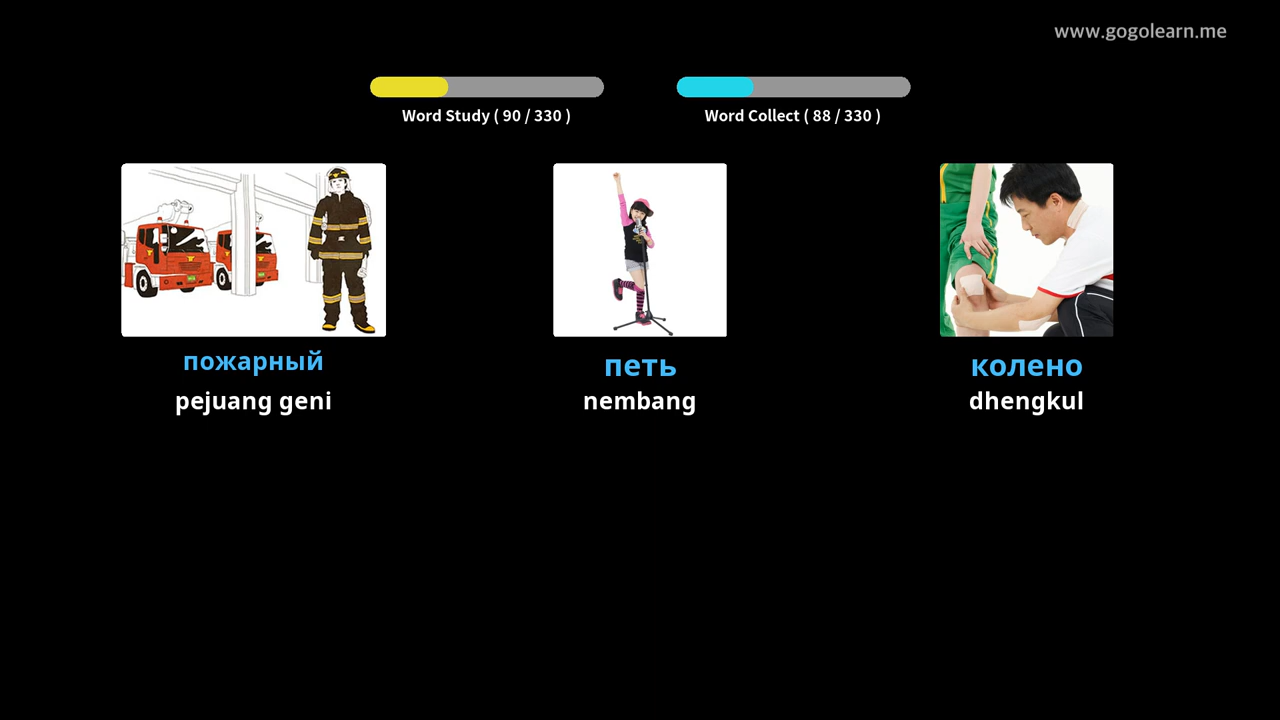 www.gogolearn.me
Word Study ( 90 / 330 )
Word Collect ( 88 / 330 )
пожарный
pejuang geni
петь
nembang
колено
dhengkul